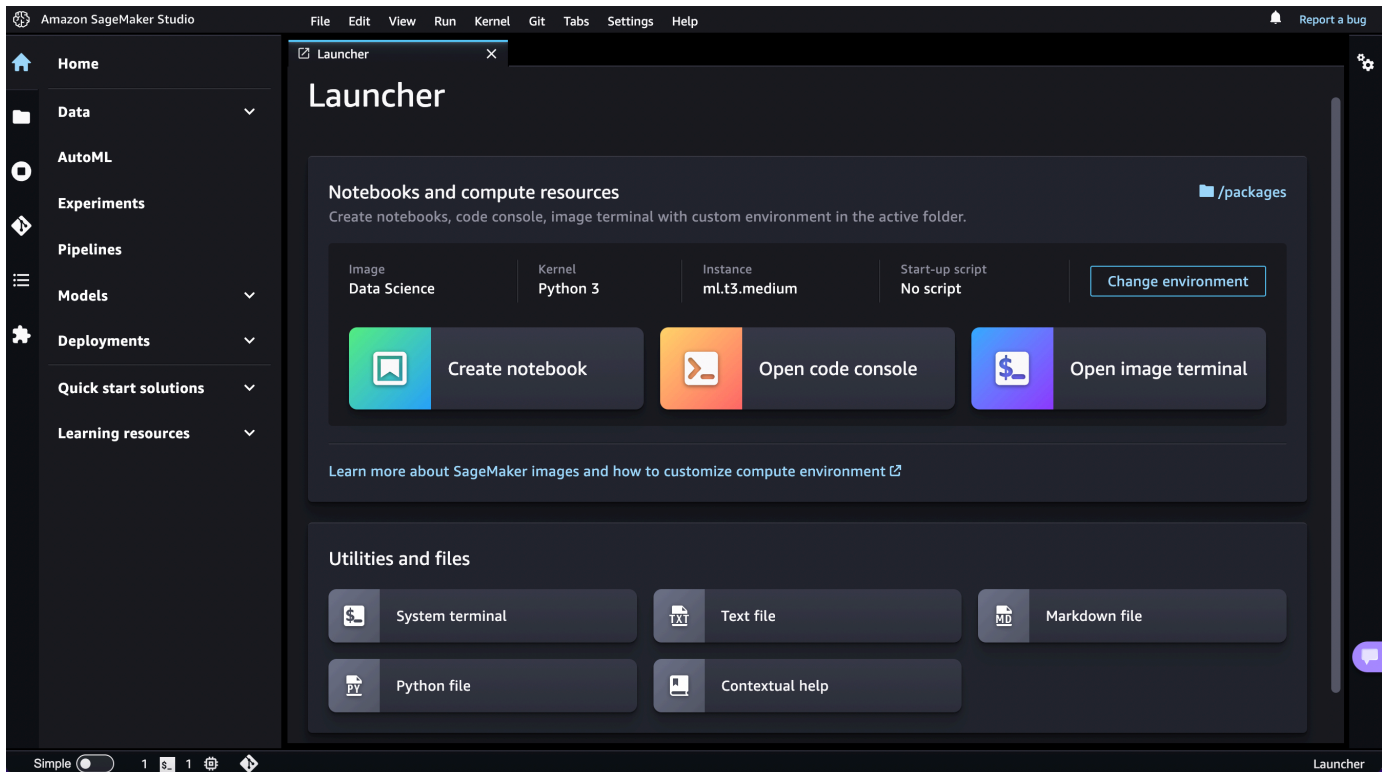 Amazon SageMaker Studio
File Edit View Run Kernel Git Tabs Settings Help
Report a bug
Home
Data
AutoML
Experiments
Pipelines
Models
Deployments
Quick start solutions
Learning resources
Launcher
Launcher
Notebooks and compute resources
/packages
Create notebooks, code console, image terminal with custom environment in the active folder.
Image
Data Science
Kernel
Python 3
Instance
ml.t3.medium
Start-up script
No script
Change environment
Create notebook
$_
Open code console
Open image terminal
Learn more about SageMaker images and how to customize compute environment
Utilities and files
$_
System terminal
TXT
Text file
MD
Markdown file
PY
Python file
Contextual help
Simple
1
$_
1
Launcher